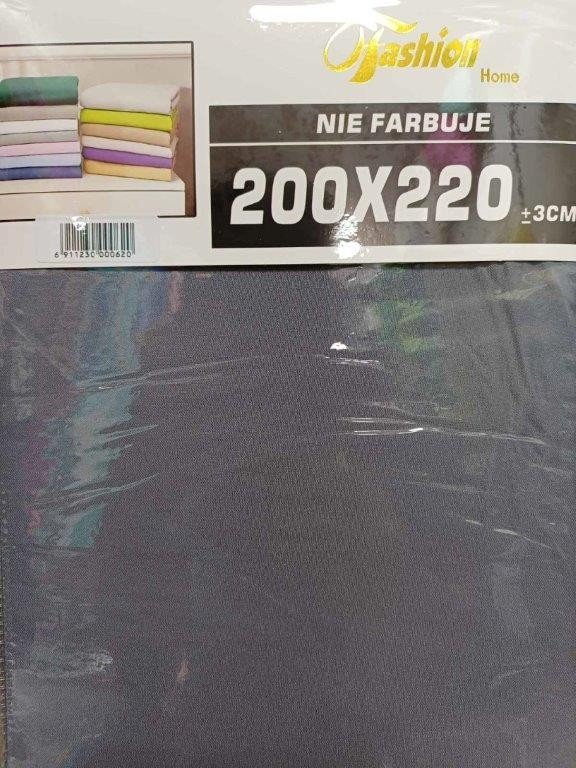 Fashion
Home
NIE FARBUJE
200X220 ±3CM
6 911230 000620